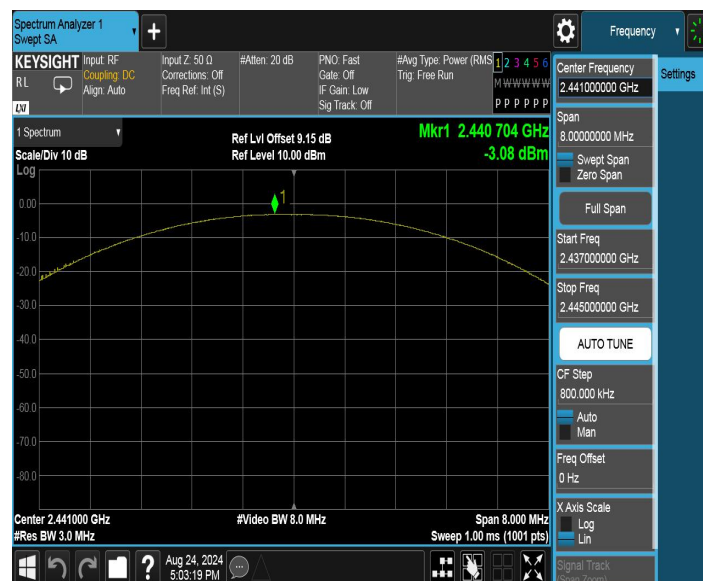 Spectrum Analyzer 1
Swept SA
Frequency
KEYSIGHT
RL
LXI
Input: RF
Coupling: DC
Align: Auto
Input Z: 50 Ω
Corrections: Off
Freq Ref: Int (S)
#Atten: 20 dB
PNO: Fast
Gate: Off
IF Gain: Low
Sig Track: Off
#Avg Type: Power (RMS
Trig: Free Run
1 2 3 4 5 6
M W W W W W
P P P P P P
1 Spectrum
Scale/Div 10 dB
Ref Lvl Offset 9.15 dB
Ref Level 10.00 dBm
Mkr1 2.440 704 GHz
-3.08 dBm
Log
1
0.00
-10.0
-20.0
-30.0
-40.0
-50.0
-60.0
-70.0
-80.0
Center 2.441000 GHz
#Video BW 8.0 MHz
Span 8.000 MHz
#Res BW 3.0 MHz
Sweep 1.00 ms (1001 pts)
Aug 24, 2024
5:03:19 PM
Center Frequency
2.441000000 GHz
Settings
Span
8.00000000 MHz
Swept Span
Zero Span
Full Span
Start Freq
2.437000000 GHz
Stop Freq
2.445000000 GHz
AUTO TUNE
CF Step
800.000 kHz
Auto
Man
Freq Offset
0 Hz
X Axis Scale
Log
Lin
Signal Track
(Span Zoom)